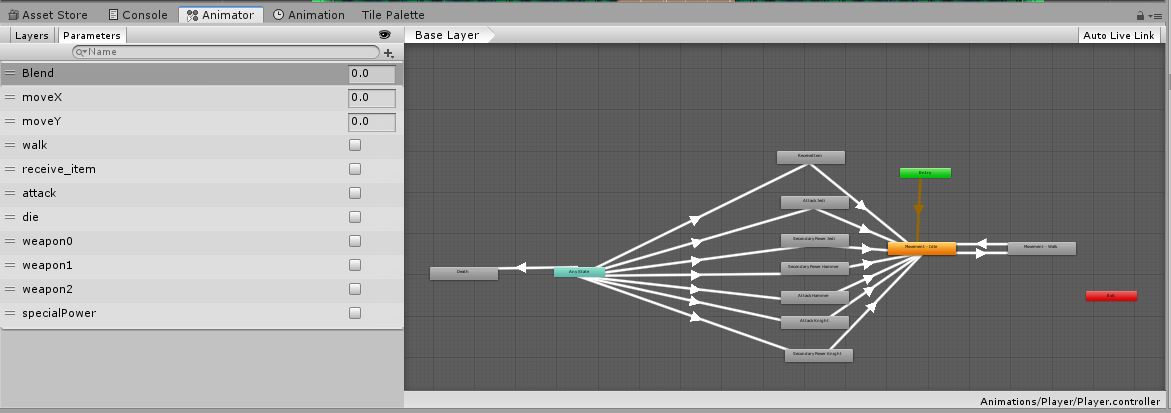 Asset Store Console Animator Animation Tile Palette
Layers Parameters
Name
Blend 0.0
moveX 0.0
moveY 0.0
walk
receive_item
attack
die
weapon0
weapon1
weapon2
specialPower
Base Layer Auto Live Link
ReceiveItem
Entry
Attack Jedi
Secondary Power Jedi
Movement - Idle
Movement - Walk
Secondary Power Hammer
Death
Any State
Attack Hammer
Exit
Attack Knight
Secondary Power Knight
Animations/Player/Player.controller